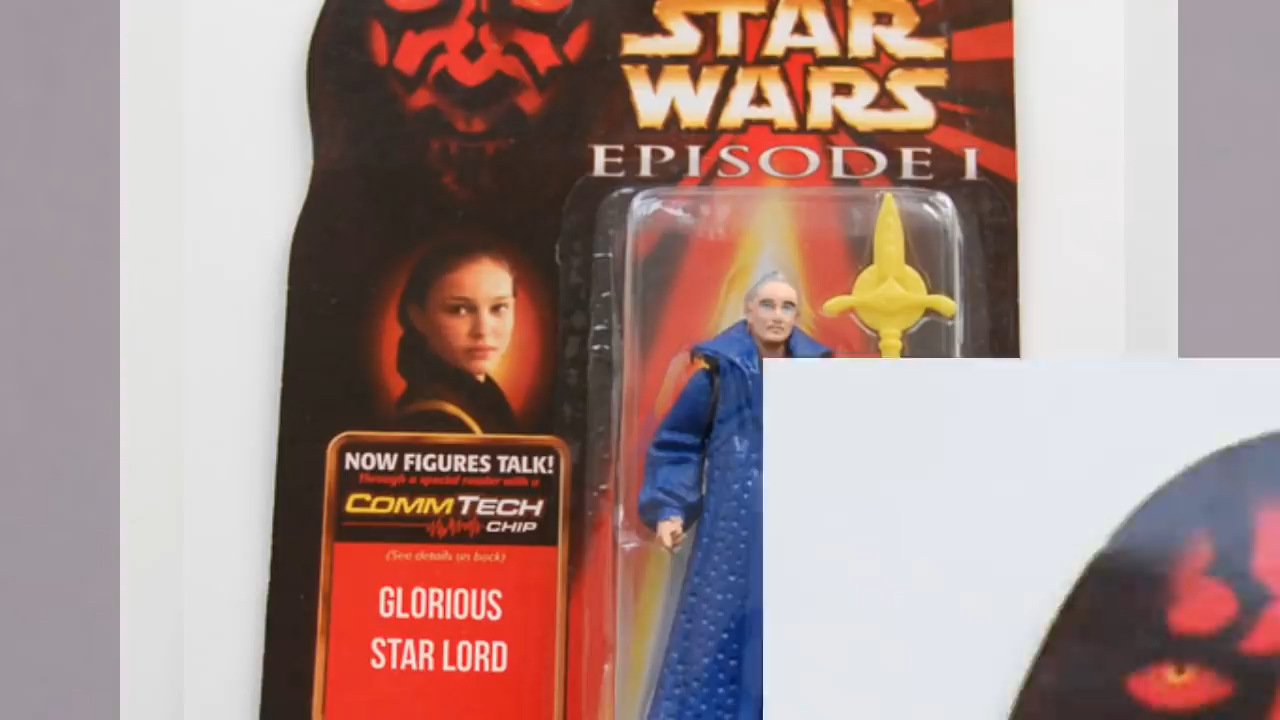 STAR
WARS
EPISODE I
NOW FIGURES TALK!
Through a special reader with a
COMMTECH
CHIP
(See details on back)
GLORIOUS
STAR LORD